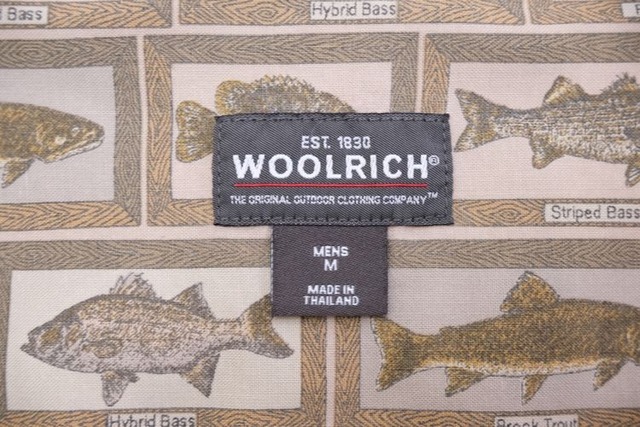 Bass
Hybrid Bass
EST. 1830
WOOLRICH®
THE ORIGINAL OUTDOOR CLOTHING COMPANY™
Striped Bass
MENS
M
MADE IN
THAILAND
Hybrid Bass
Brook Trout